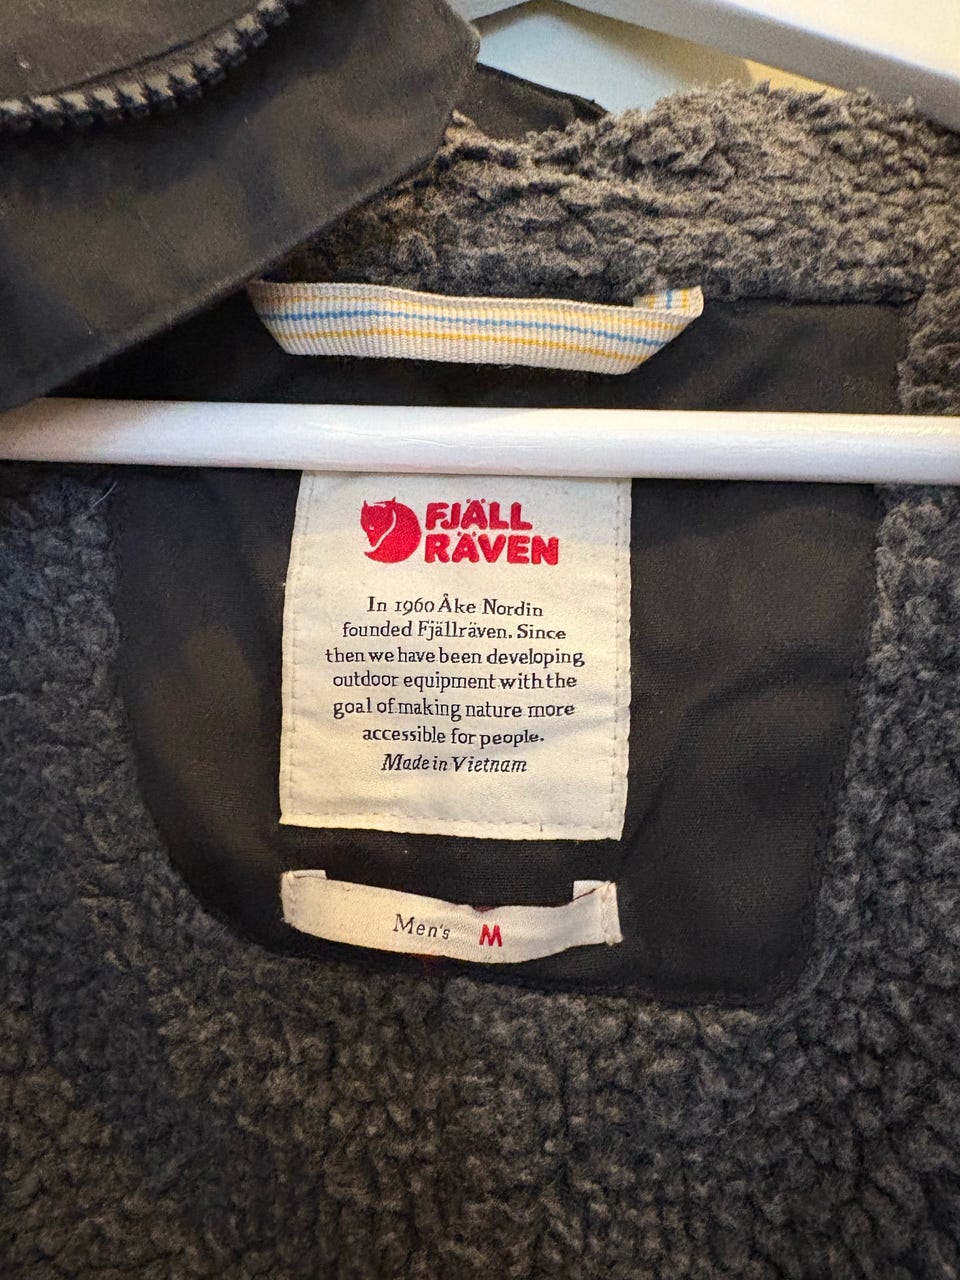 FJÄLL
RÄVEN
In 1960 Åke Nordin
founded Fjällräven. Since
then we have been developing
outdoor equipment with the
goal of making nature more
accessible for people.
Made in Vietnam
Men's M